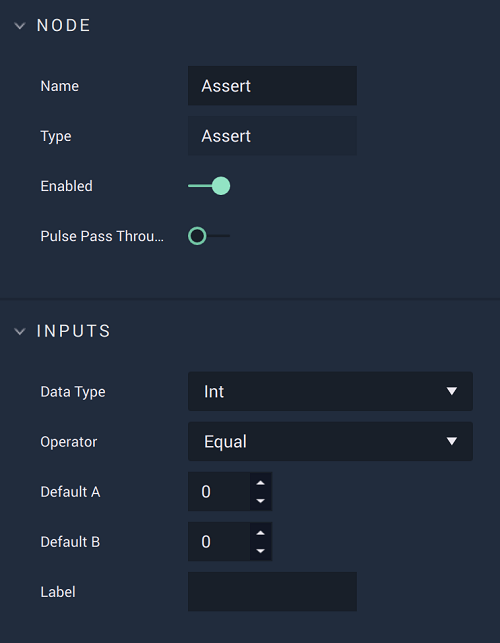 NODE
Name Assert
Type Assert
Enabled
Pulse Pass Throu...
INPUTS
Data Type Int
Operator Equal
Default A 0
Default B 0
Label